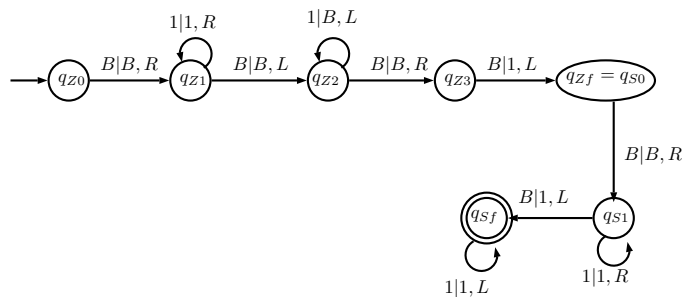 1|1, R 1|B, L
B|B, R B|B, L B|B, R B|1, L
q_{Z0} q_{Z1} q_{Z2} q_{Z3} q_{Zf} = q_{S0}
B|B, R
B|1, L
q_{Sf} q_{S1}
1|1, L 1|1, R